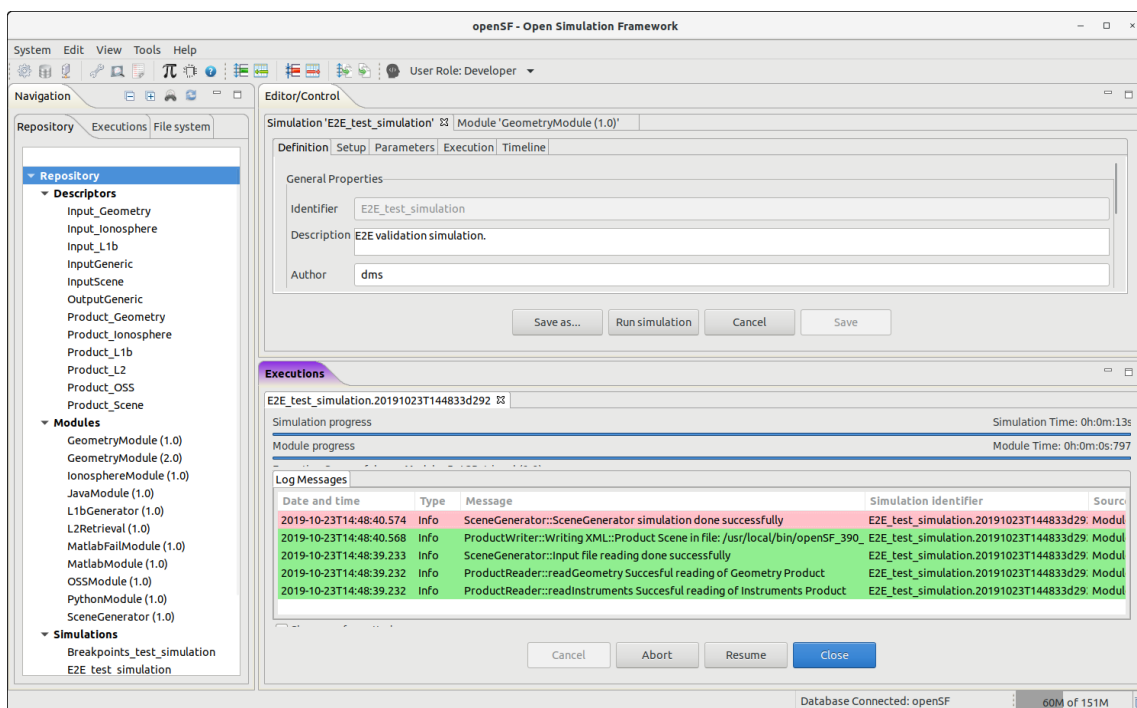 openSF - Open Simulation Framework
System Edit View Tools Help
User Role: Developer
Navigation
Repository Executions File system
Repository
Descriptors
Input_Geometry
Input_Ionosphere
Input_L1b
InputGeneric
InputScene
OutputGeneric
Product_Geometry
Product_Ionosphere
Product_L1b
Product_L2
Product_OSS
Product_Scene
Modules
GeometryModule (1.0)
GeometryModule (2.0)
IonosphereModule (1.0)
JavaModule (1.0)
L1bGenerator (1.0)
L2Retrieval (1.0)
MatlabFailModule (1.0)
MatlabModule (1.0)
OSSModule (1.0)
PythonModule (1.0)
SceneGenerator (1.0)
Simulations
Breakpoints_test_simulation
E2E_test_simulation
Editor/Control
Simulation 'E2E_test_simulation' Module 'GeometryModule (1.0)'
Definition Setup Parameters Execution Timeline
General Properties
Identifier E2E_test_simulation
Description E2E validation simulation.
Author dms
Save as... Run simulation Cancel Save
Executions
E2E_test_simulation.20191023T144833d292
Simulation progress Simulation Time: 0h:0m:13s
Module progress Module Time: 0h:0m:0s:797
Log Messages
Date and time Type Message Simulation identifier Sourc
2019-10-23T14:48:40.574 Info SceneGenerator::SceneGenerator simulation done successfully E2E_test_simulation.20191023T144833d29 Modul
2019-10-23T14:48:40.568 Info ProductWriter::Writing XML::Product Scene in file: /usr/local/bin/openSF_390_ E2E_test_simulation.20191023T144833d29 Modul
2019-10-23T14:48:39.233 Info SceneGenerator::Input file reading done successfully E2E_test_simulation.20191023T144833d29 Modul
2019-10-23T14:48:39.232 Info ProductReader::readGeometry Succesful reading of Geometry Product E2E_test_simulation.20191023T144833d29 Modul
2019-10-23T14:48:39.232 Info ProductReader::readInstruments Succesful reading of Instruments Product E2E_test_simulation.20191023T144833d29 Modul
Cancel Abort Resume Close
Database Connected: openSF 60M of 151M